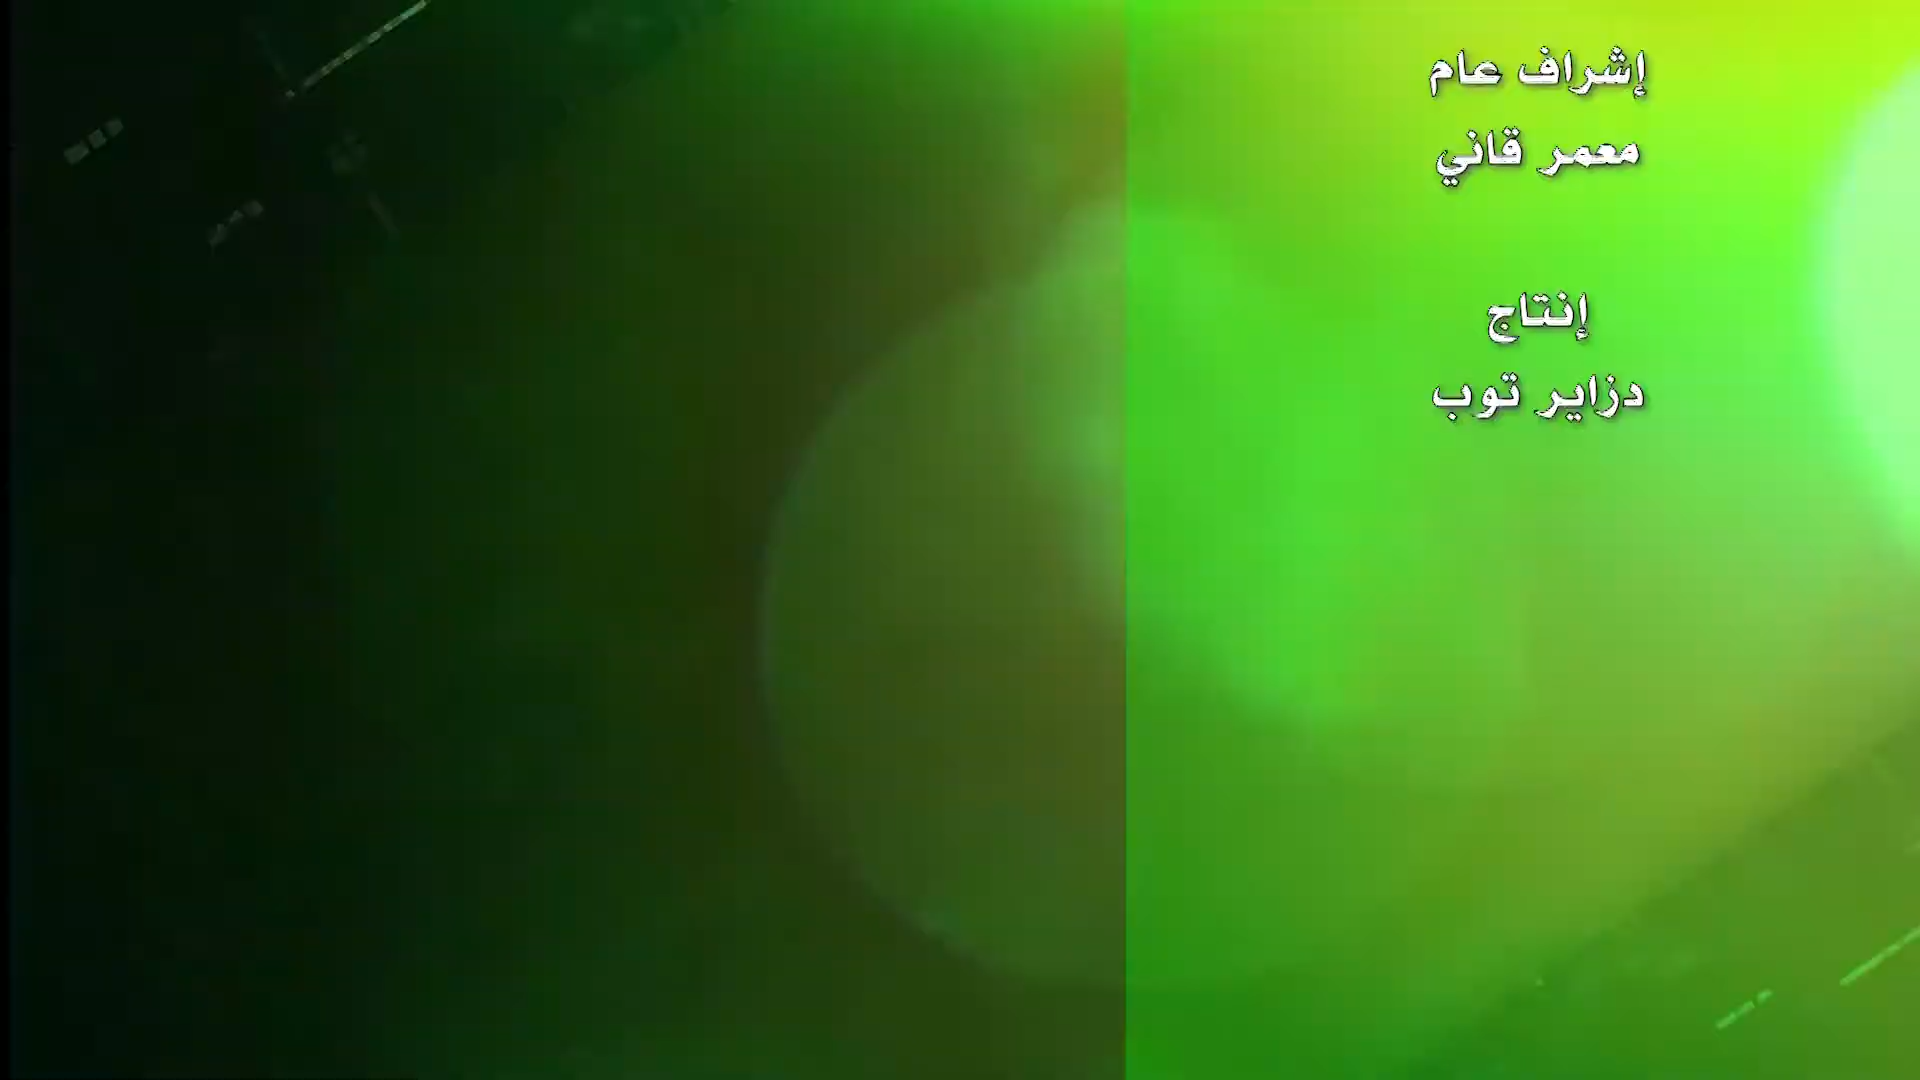 إشراف عام
معمر قاني
إنتاج
دزاير توب